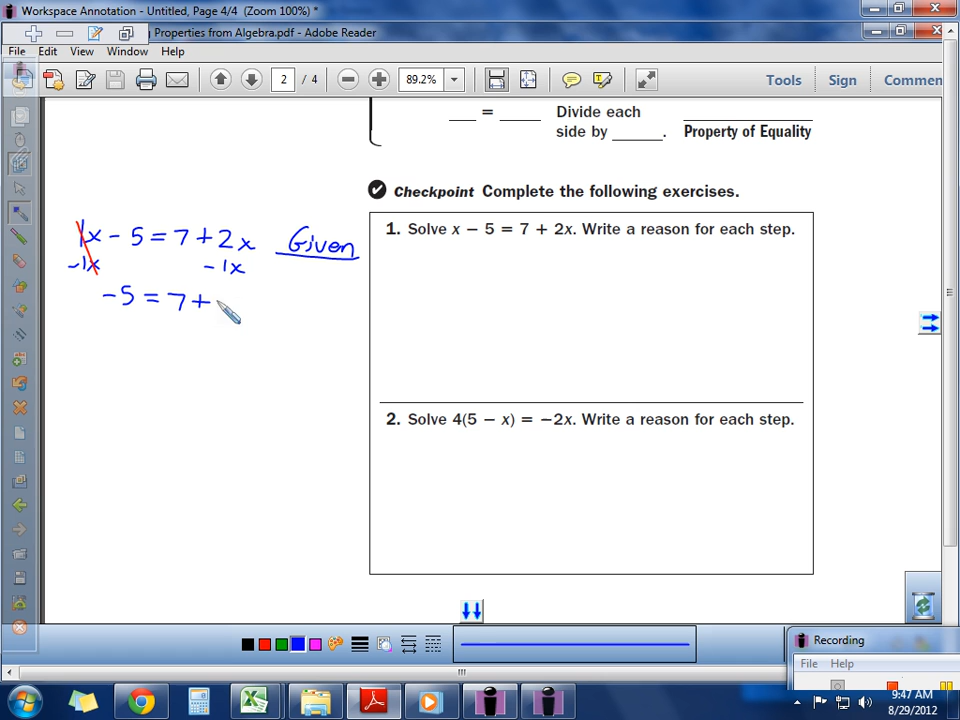 Workspace Annotation - Untitled, Page 4/4 (Zoom 100%) *
Properties from Algebra.pdf - Adobe Reader
File Edit View Window Help
2 / 4 89.2% Tools Sign Commen
___ = _____ Divide each
side by ______. Property of Equality
Checkpoint Complete the following exercises.
1x - 5 = 7 + 2x Given
-1x -1x
-5 = 7 +
1. Solve x − 5 = 7 + 2x. Write a reason for each step.
2. Solve 4(5 − x) = −2x. Write a reason for each step.
Recording
File Help
9:47 AM
8/29/2012